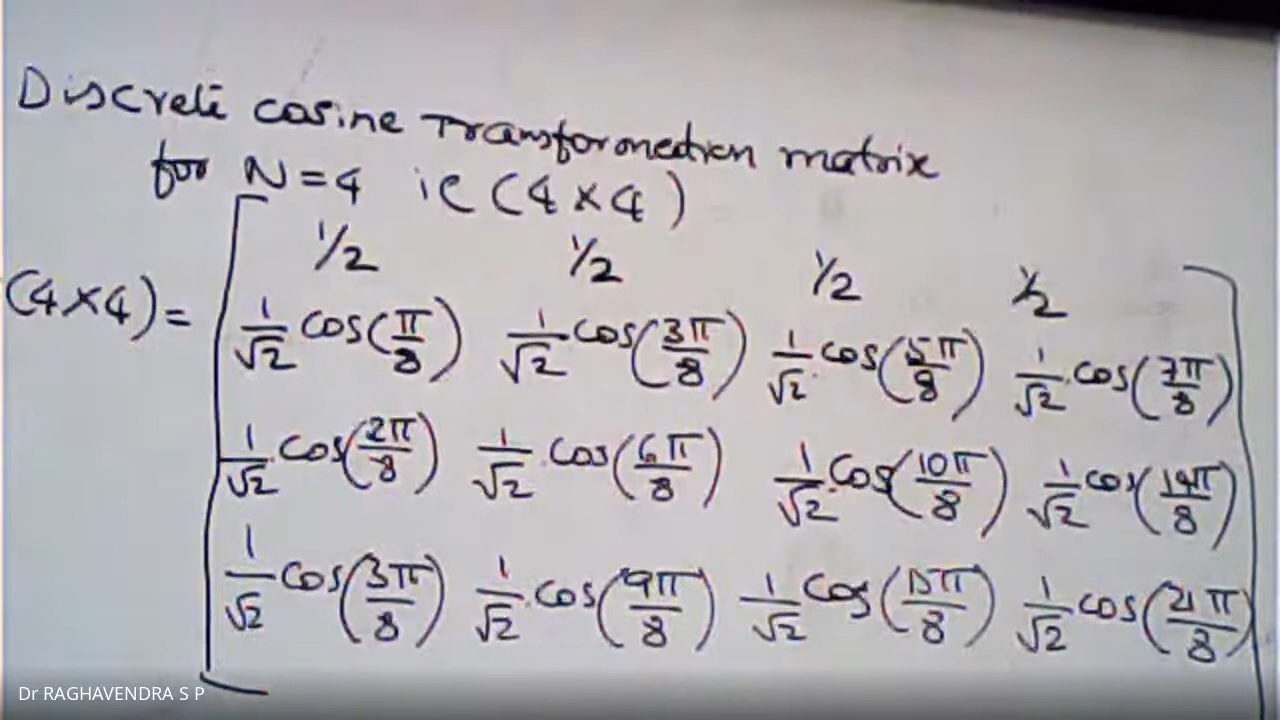 Discrete cosine Transformation matrix
for N=4 ie (4×4)
1/2 1/2 1/2 1/2
(4×4)=
1/√2 cos(π/8) 1/√2 cos(3π/8) 1/√2 cos(5π/8) 1/√2 cos(7π/8)
1/√2 cos(2π/8) 1/√2 cos(6π/8) 1/√2 cos(10π/8) 1/√2 cos(14π/8)
1/√2 cos(3π/8) 1/√2 cos(9π/8) 1/√2 cos(15π/8) 1/√2 cos(21π/8)
Dr RAGHAVENDRA S P